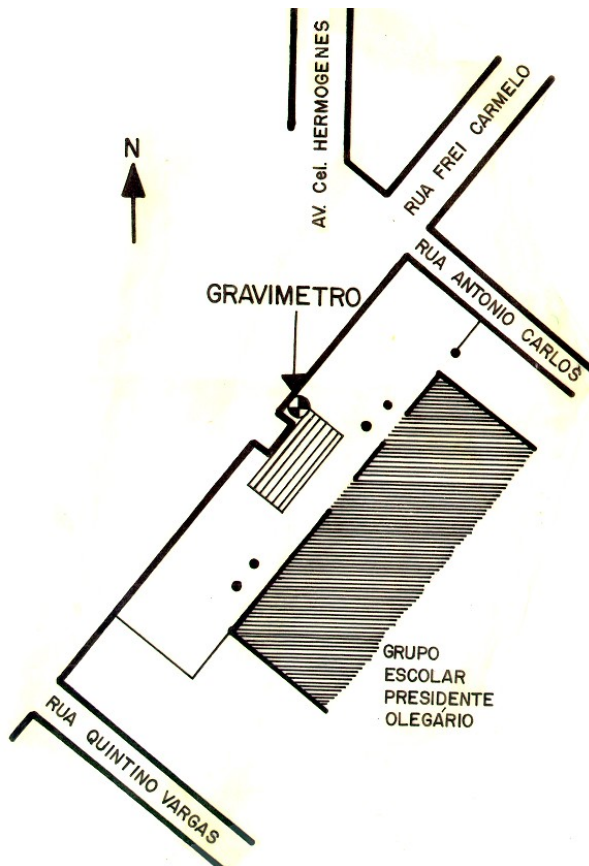 AV. Cel. HERMOGENES
RUA FREI CARMELO
N
RUA ANTONIO CARLOS
GRAVIMETRO
GRUPO
ESCOLAR
PRESIDENTE
OLEGÁRIO
RUA QUINTINO VARGAS